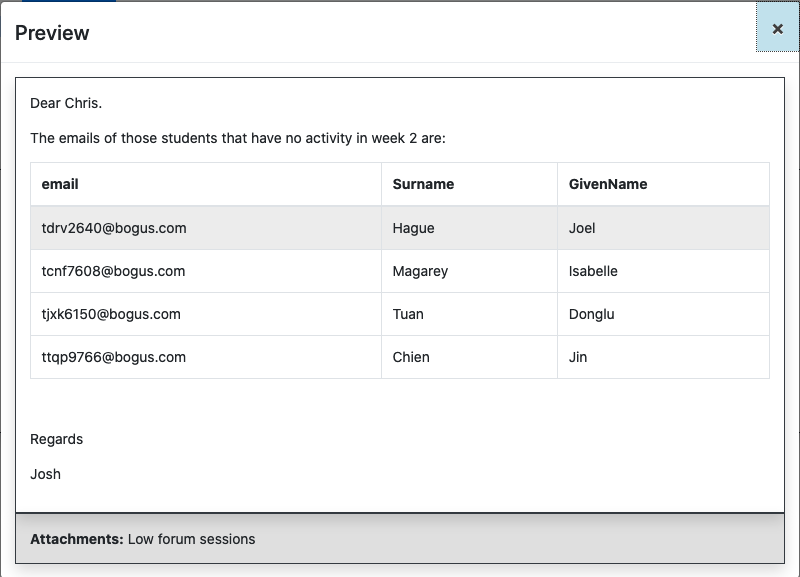 Preview
×
Dear Chris.
The emails of those students that have no activity in week 2 are:
email Surname GivenName
tdrv2640@bogus.com Hague Joel
tcnf7608@bogus.com Magarey Isabelle
tjxk6150@bogus.com Tuan Donglu
ttqp9766@bogus.com Chien Jin
Regards
Josh
Attachments: Low forum sessions